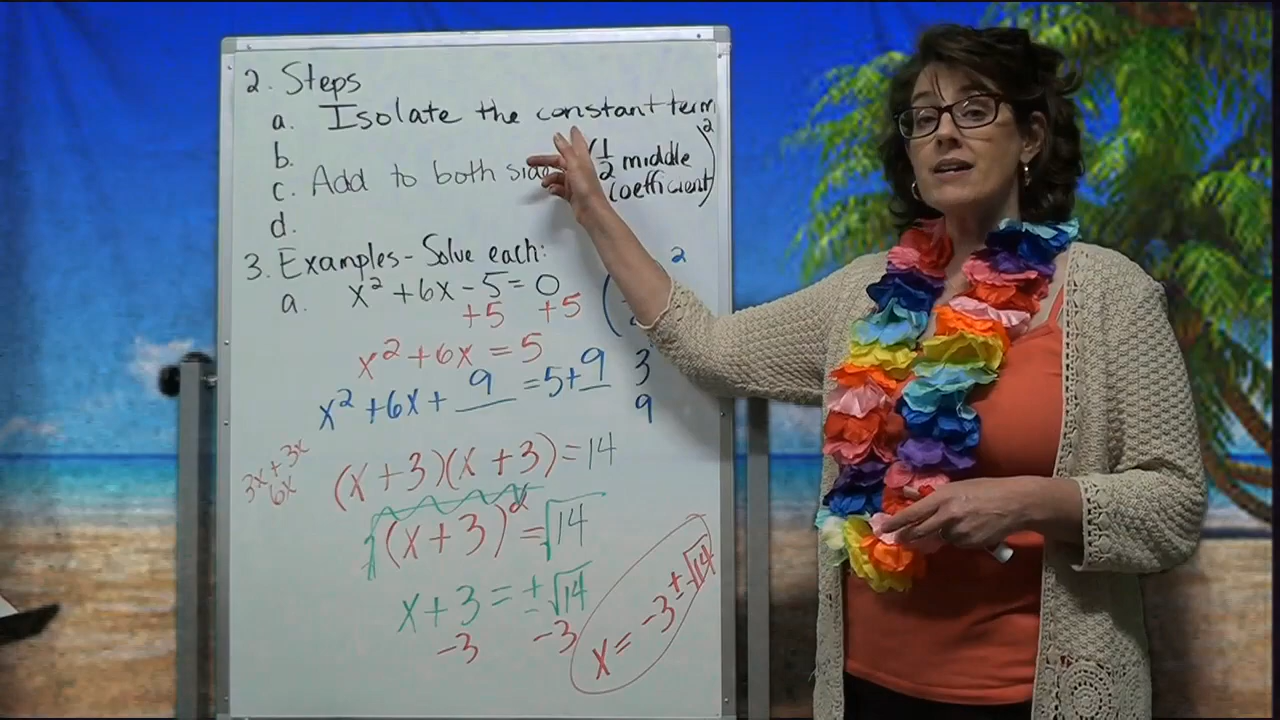 2. Steps
a. Isolate the constant term
b.
c. Add to both (½ middle coefficient)²
d.
3. Examples - Solve each:
a. x² + 6x - 5 = 0
+5 +5
x² + 6x = 5
x² + 6x + 9 = 5 + 9
3
9
3x + 3x
6x
(x + 3)(x + 3) = 14
√(x + 3)² = √14
x + 3 = ±√14
-3 -3
x = -3 ± √14